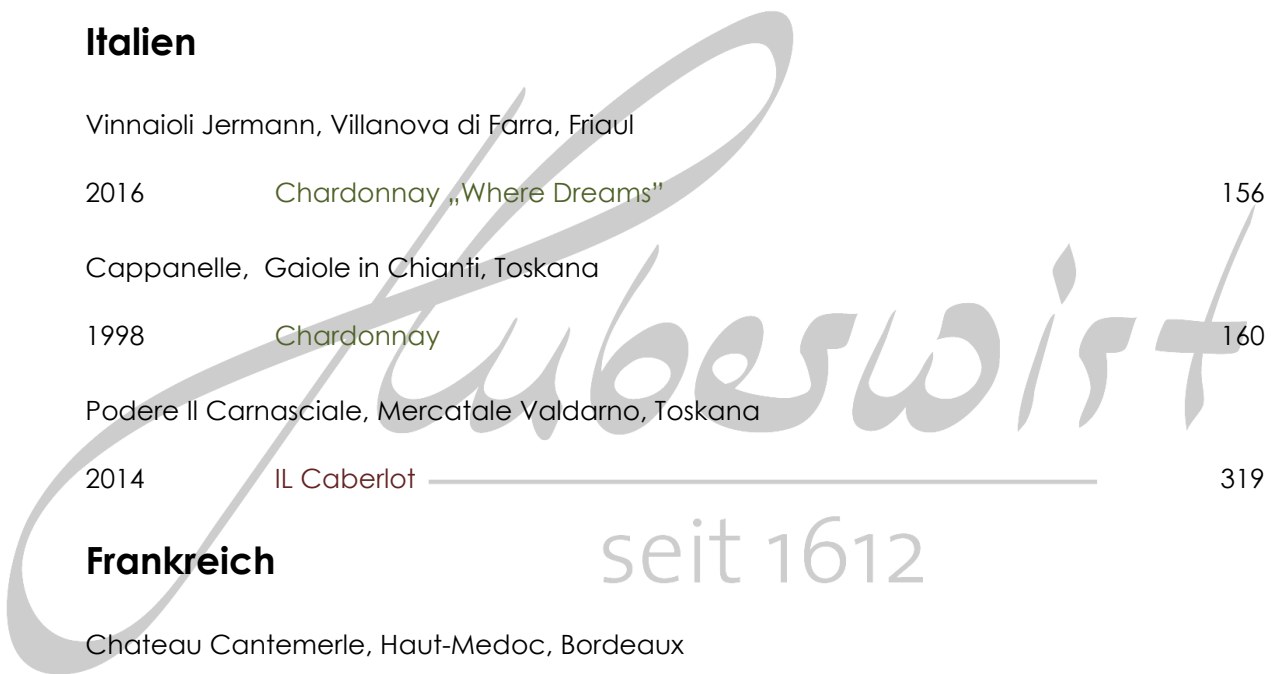 Italien
Vinnaioli Jermann, Villanova di Farra, Friaul
2016 Chardonnay „Where Dreams” 156
Cappanelle, Gaiole in Chianti, Toskana
1998 Chardonnay 160
Hubeswirt
Podere Il Carnasciale, Mercatale Valdarno, Toskana
2014 IL Caberlot 319
seit 1612
Frankreich
Chateau Cantemerle, Haut-Medoc, Bordeaux